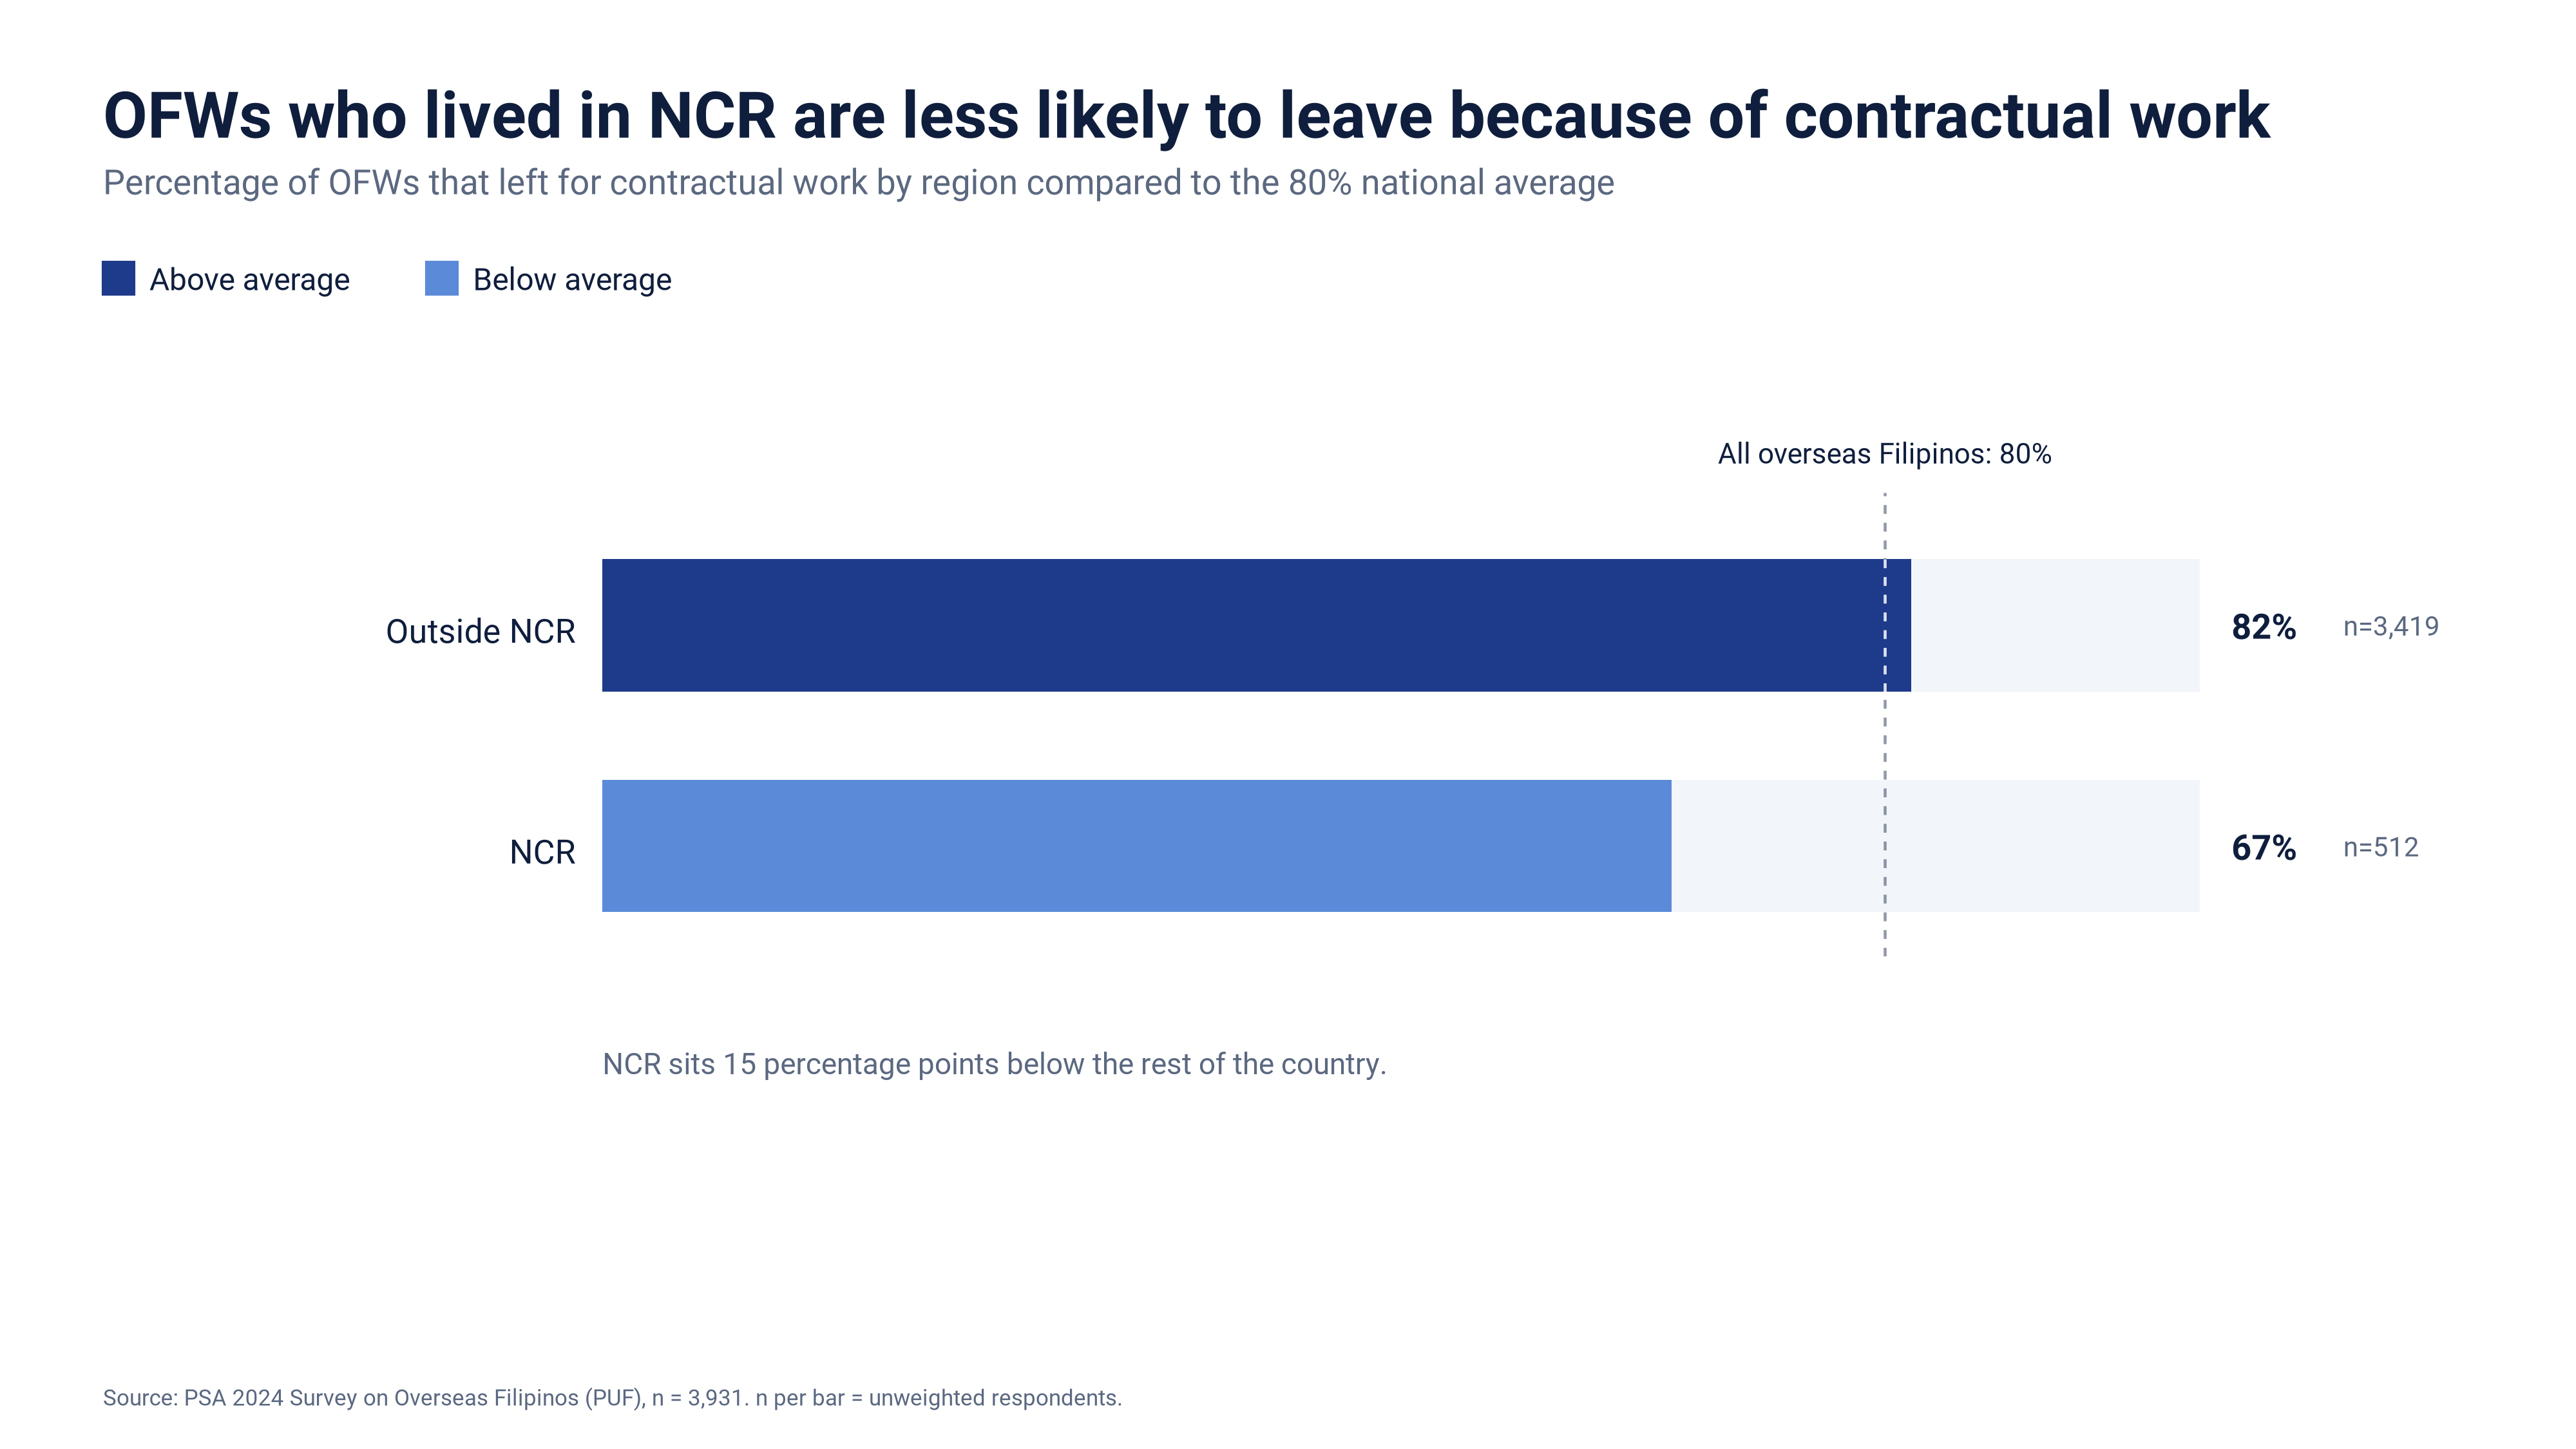 OFWs who lived in NCR are less likely to leave because of contractual work
Percentage of OFWs that left for contractual work by region compared to the 80% national average
Above average
Below average
All overseas Filipinos: 80%
Outside NCR
82%
n=3,419
NCR
67%
n=512
NCR sits 15 percentage points below the rest of the country.
Source: PSA 2024 Survey on Overseas Filipinos (PUF), n = 3,931. n per bar = unweighted respondents.